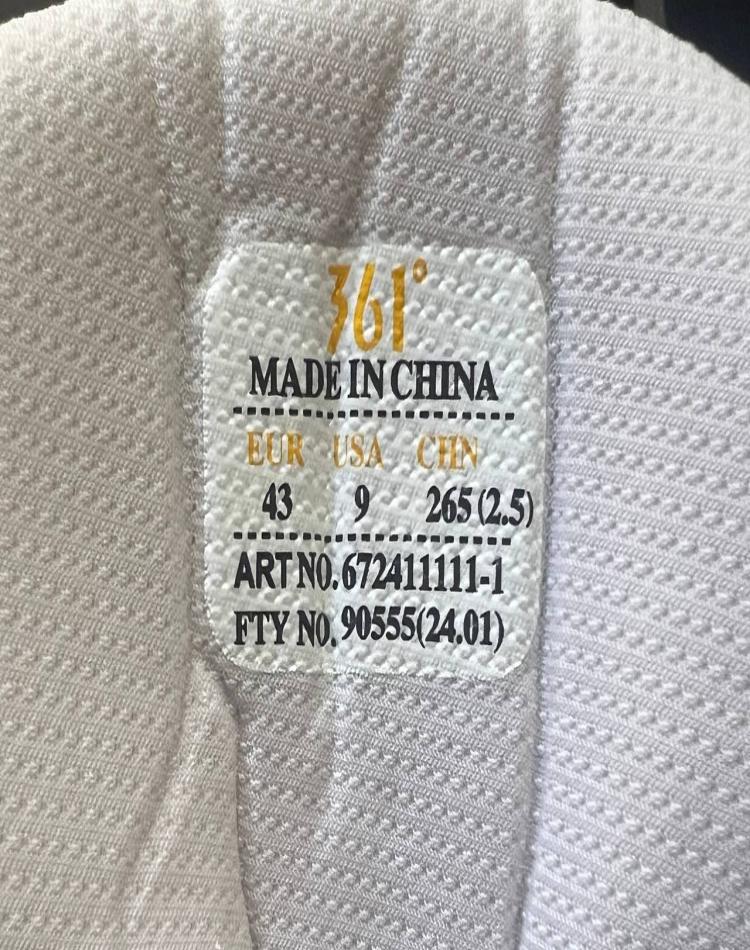 361°
MADE IN CHINA
EUR USA CHN
43 9 265(2.5)
ART NO.672411111-1
FTY NO.90555(24.01)